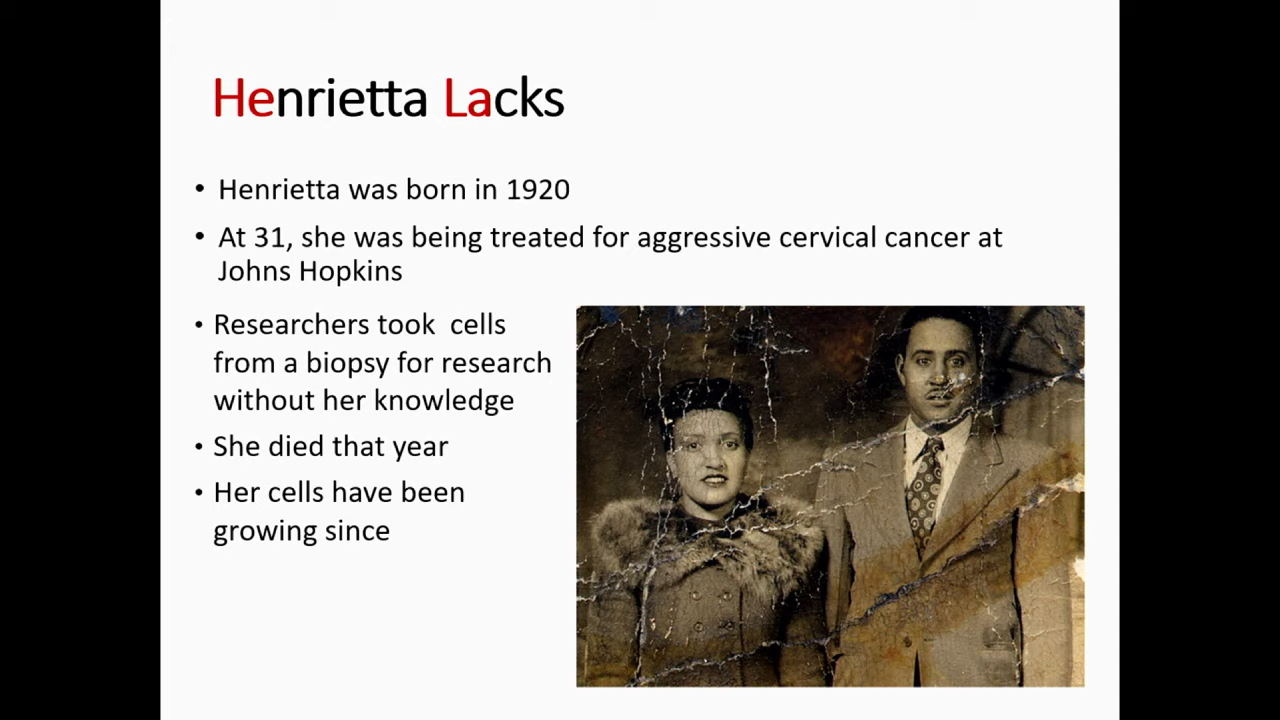 Henrietta Lacks
• Henrietta was born in 1920
• At 31, she was being treated for aggressive cervical cancer at
Johns Hopkins
• Researchers took  cells
from a biopsy for research
without her knowledge
• She died that year
• Her cells have been
growing since